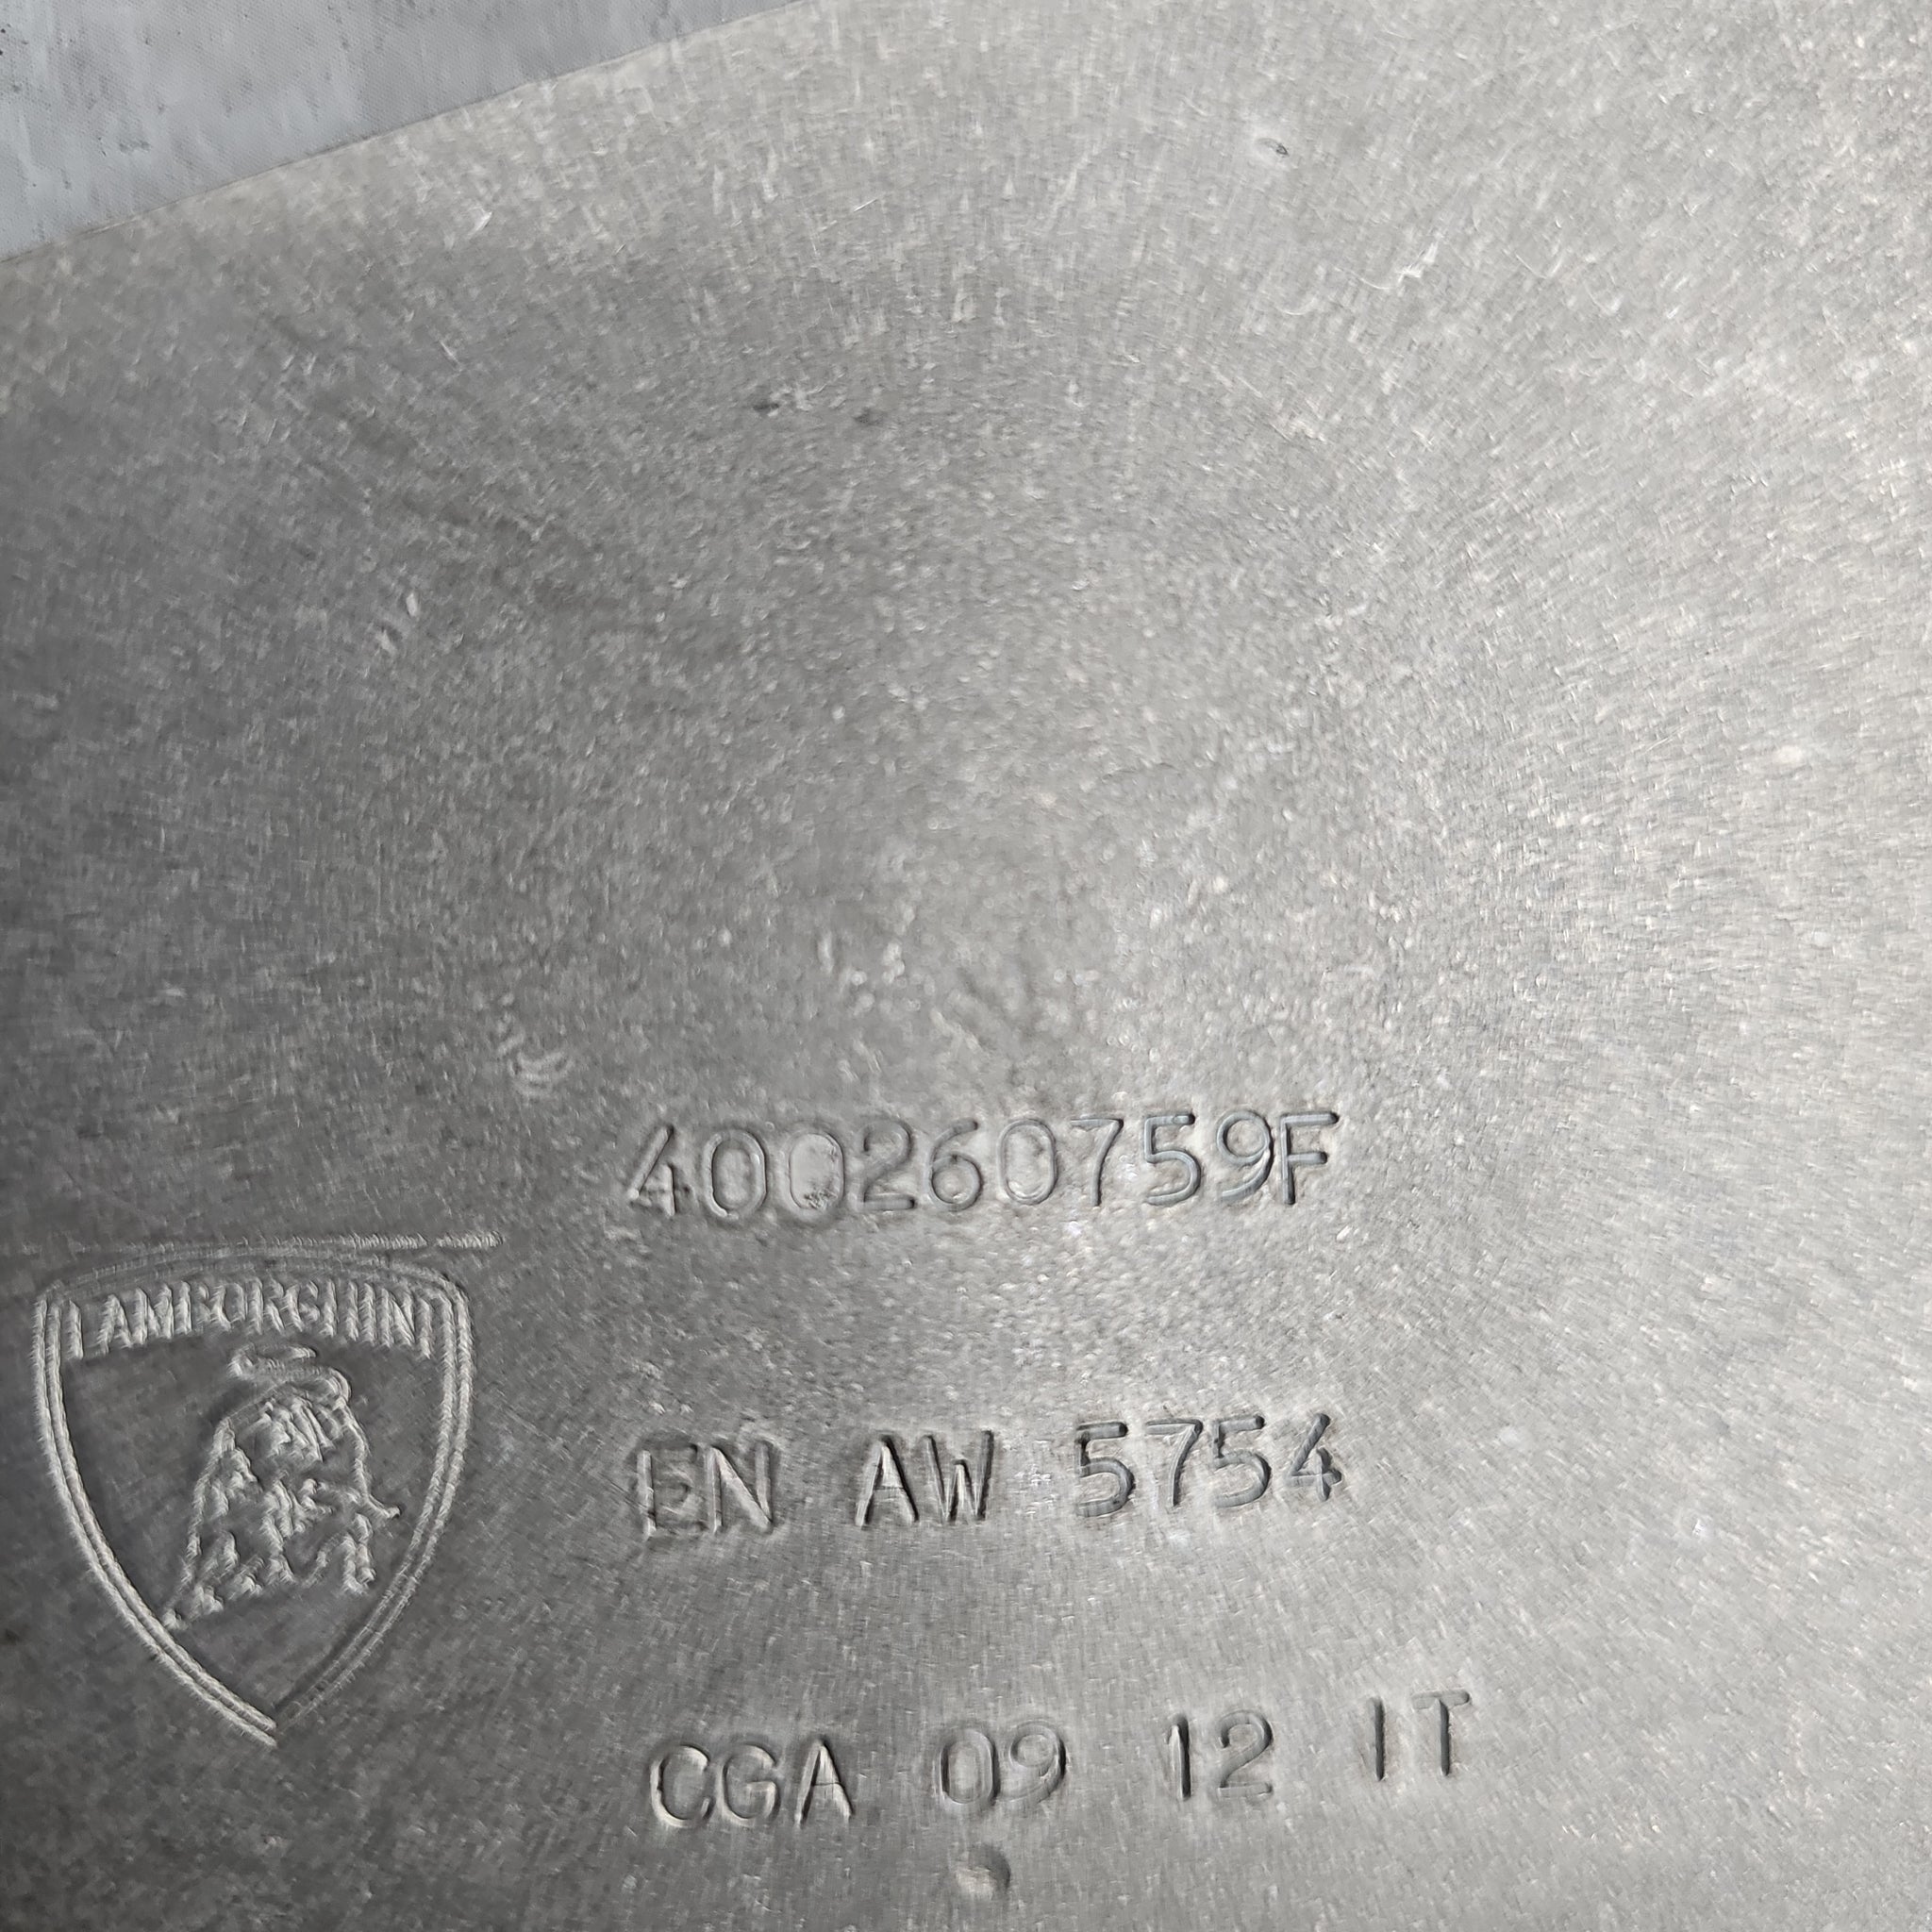 400260759F
LAMBORGHINI
EN AW 5754
CGA 09 12 IT